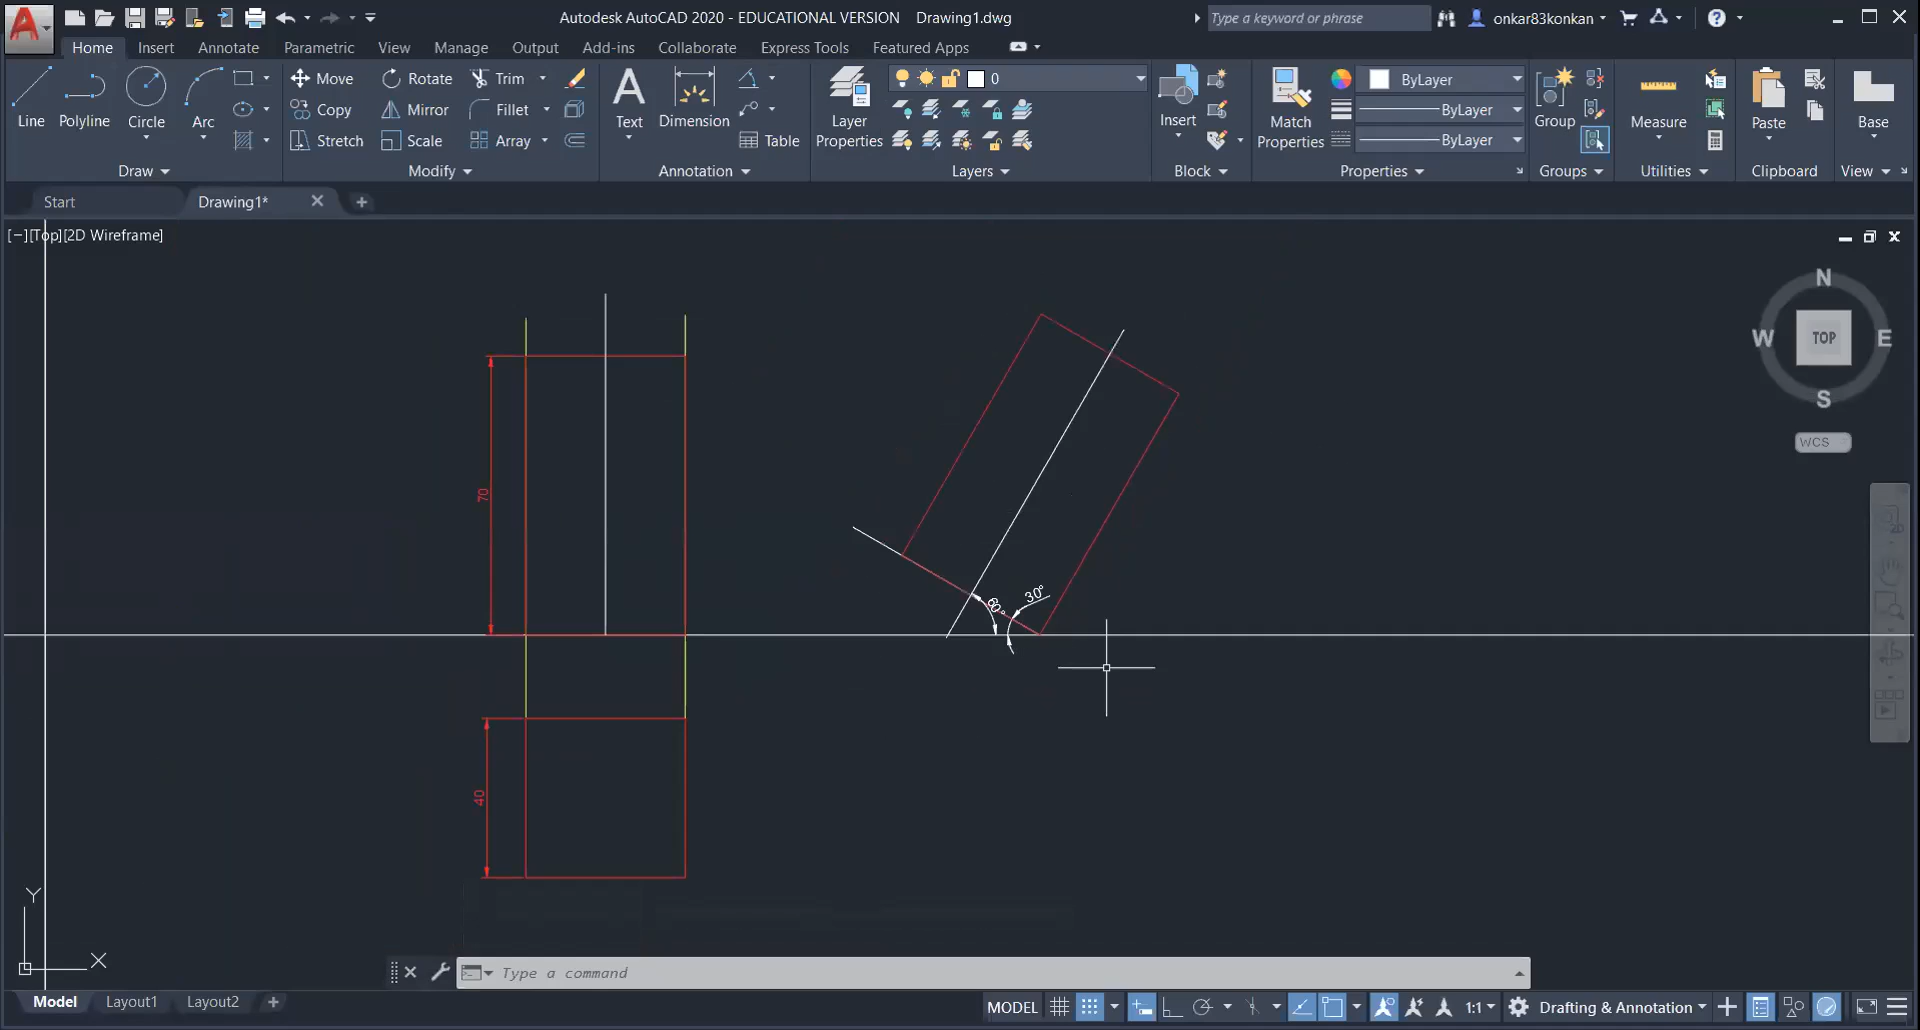 Autodesk AutoCAD 2020 - EDUCATIONAL VERSION Drawing1.dwg
Type a keyword or phrase
onkar83konkan
Home Insert Annotate Parametric View Manage Output Add-ins Collaborate Express Tools Featured Apps
Line Polyline Circle Arc
Move Rotate Trim
Copy Mirror Fillet
Stretch Scale Array
Text Dimension Table
Layer Properties
0
Insert
Match Properties
ByLayer
ByLayer
ByLayer
Group
Measure
Paste
Base
Draw Modify Annotation Layers Block Properties Groups Utilities Clipboard View
Start Drawing1*
[−][Top][2D Wireframe]
N
W TOP E
S
WCS
70
60°
30°
40
Y
X
Type a command
Model Layout1 Layout2
MODEL 1:1 Drafting & Annotation